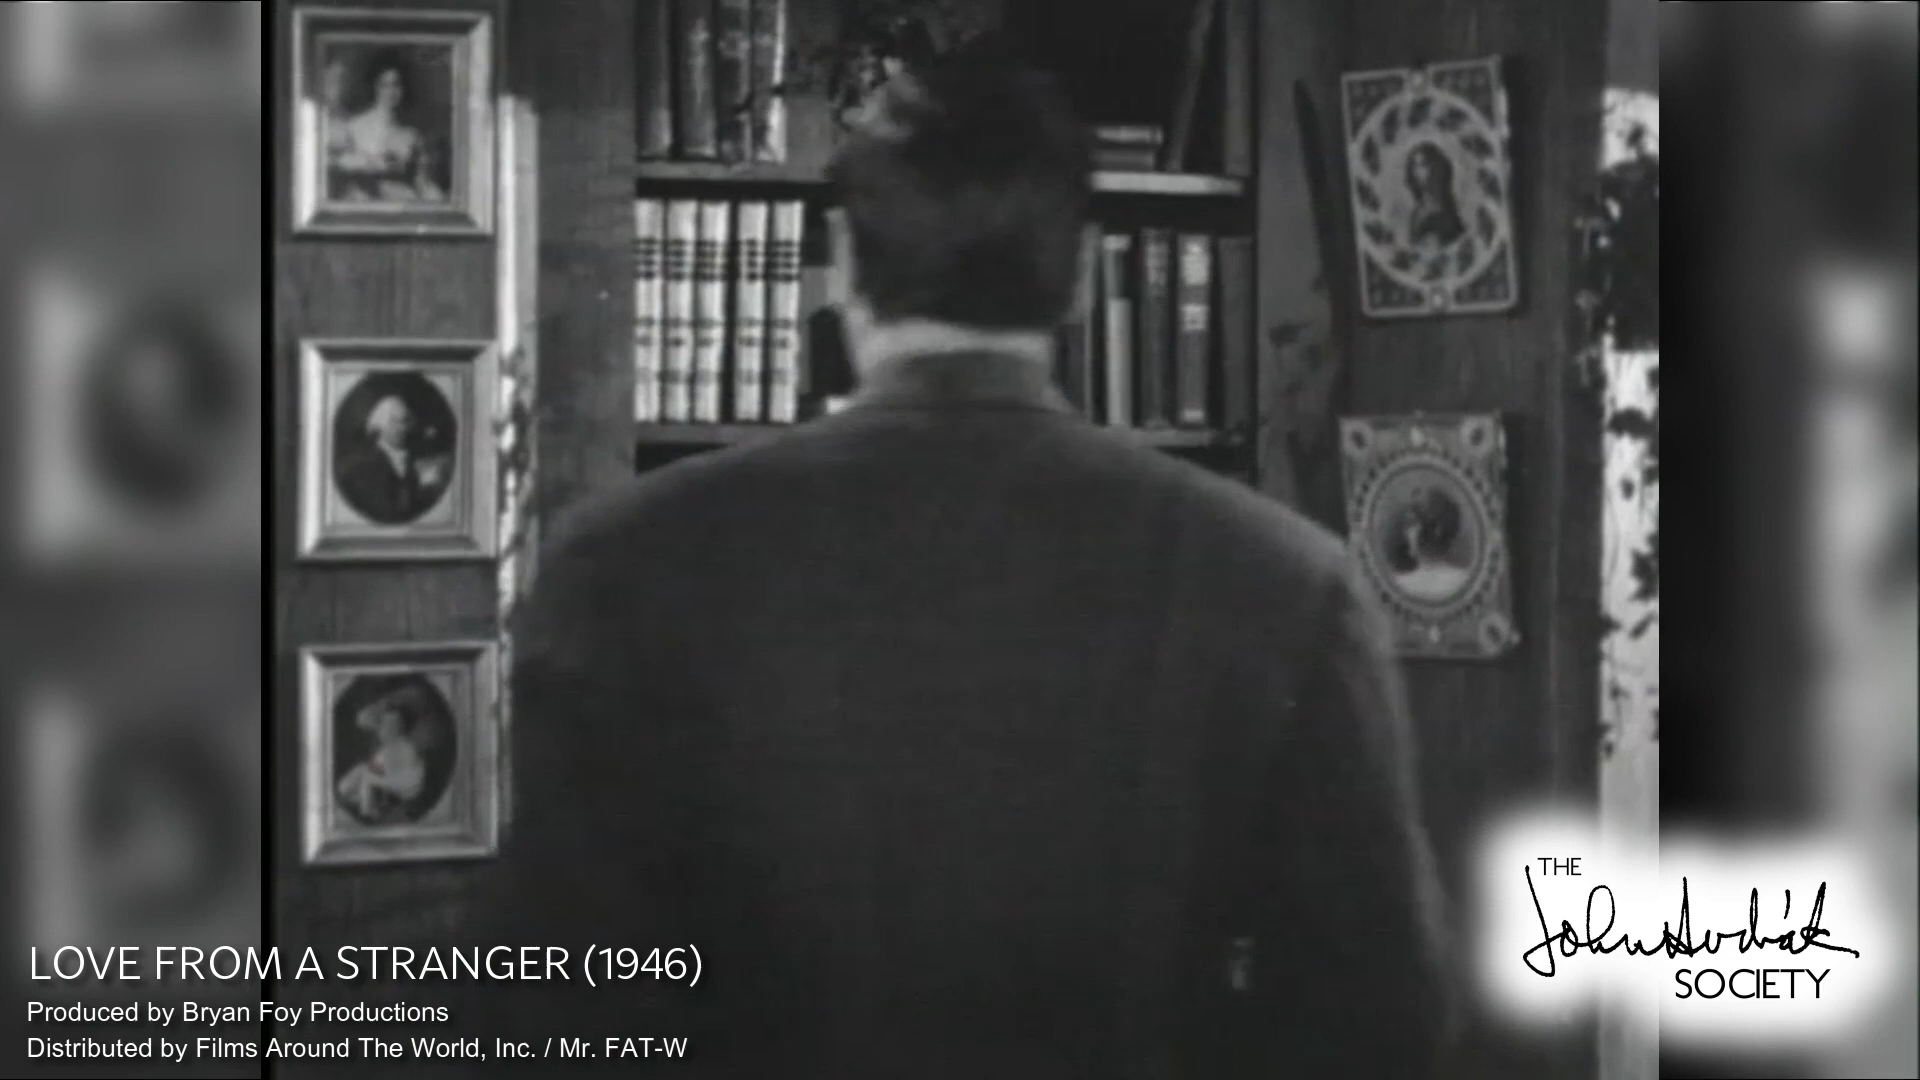 LOVE FROM A STRANGER (1946)
Produced by Bryan Foy Productions
Distributed by Films Around The World, Inc. / Mr. FAT-W
THE
John Hodiak
SOCIETY